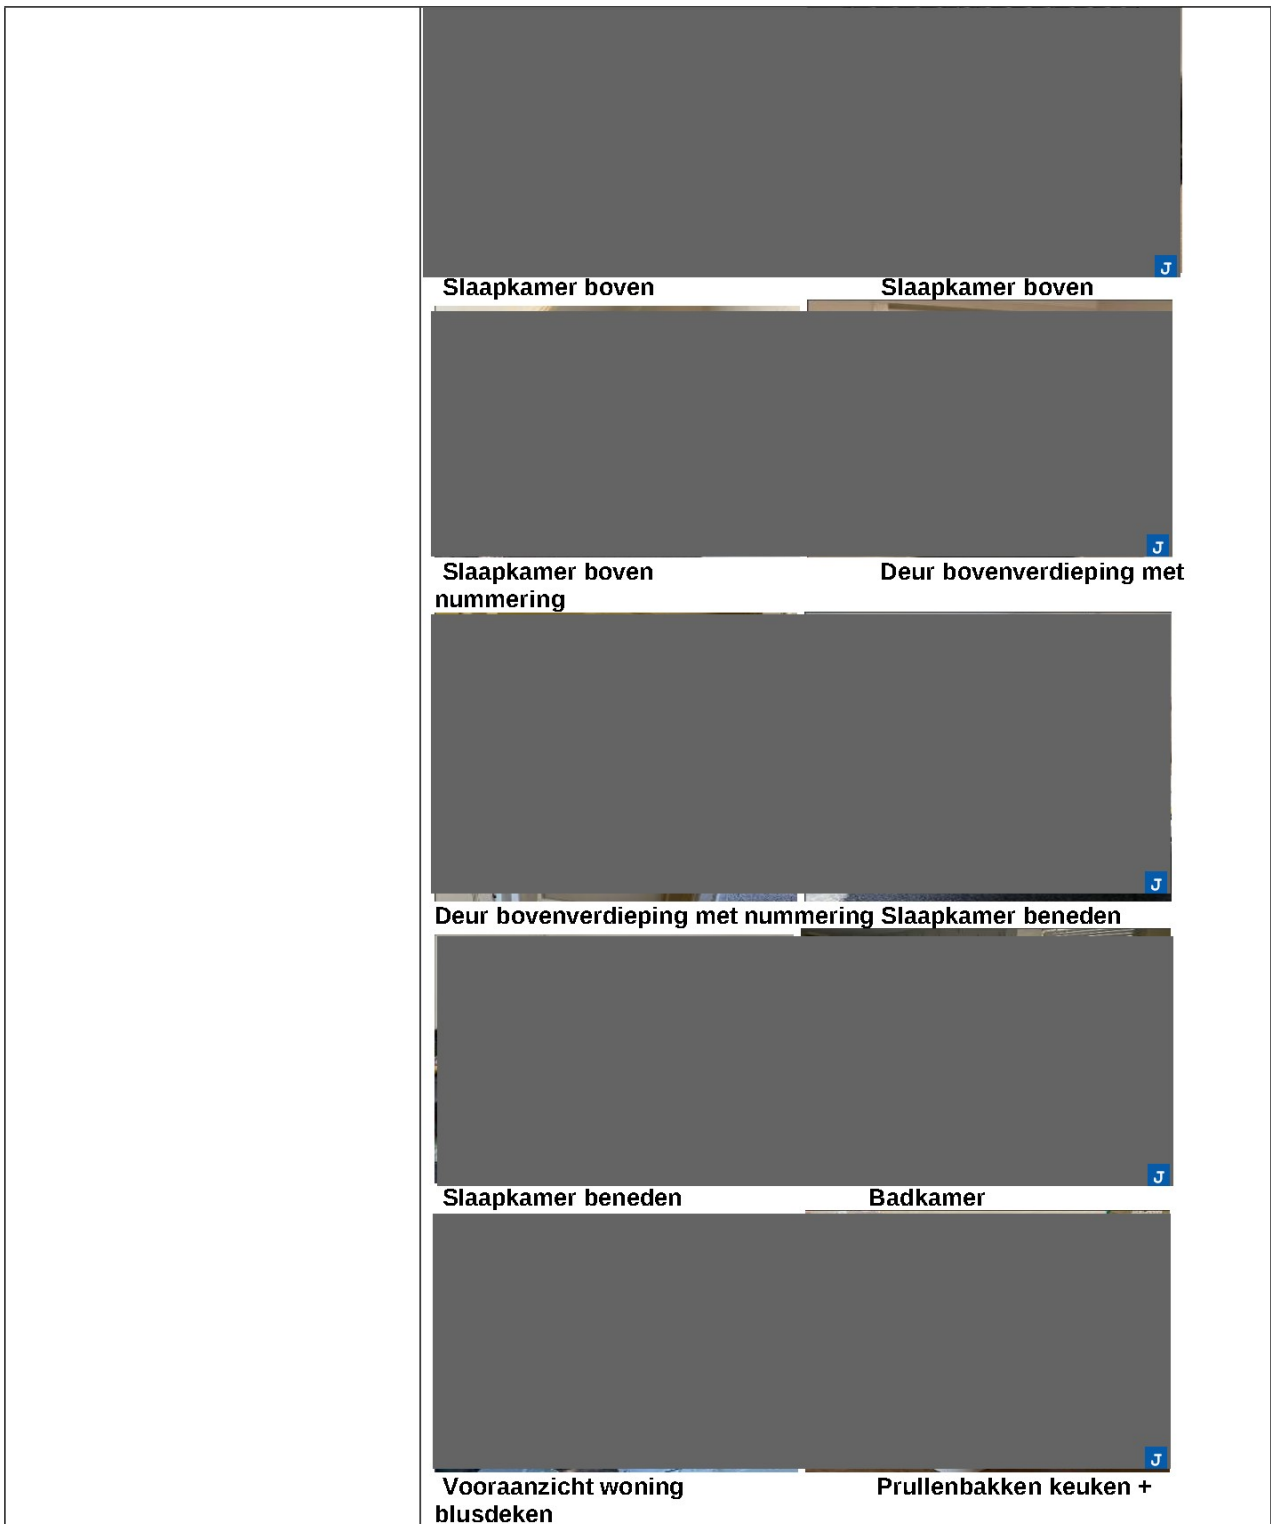 J
Slaapkamer boven Slaapkamer boven
J
Slaapkamer boven Deur bovenverdieping met
nummering
J
Deur bovenverdieping met nummering Slaapkamer beneden
J
Slaapkamer beneden Badkamer
J
Vooraanzicht woning Prullenbakken keuken +
blusdeken